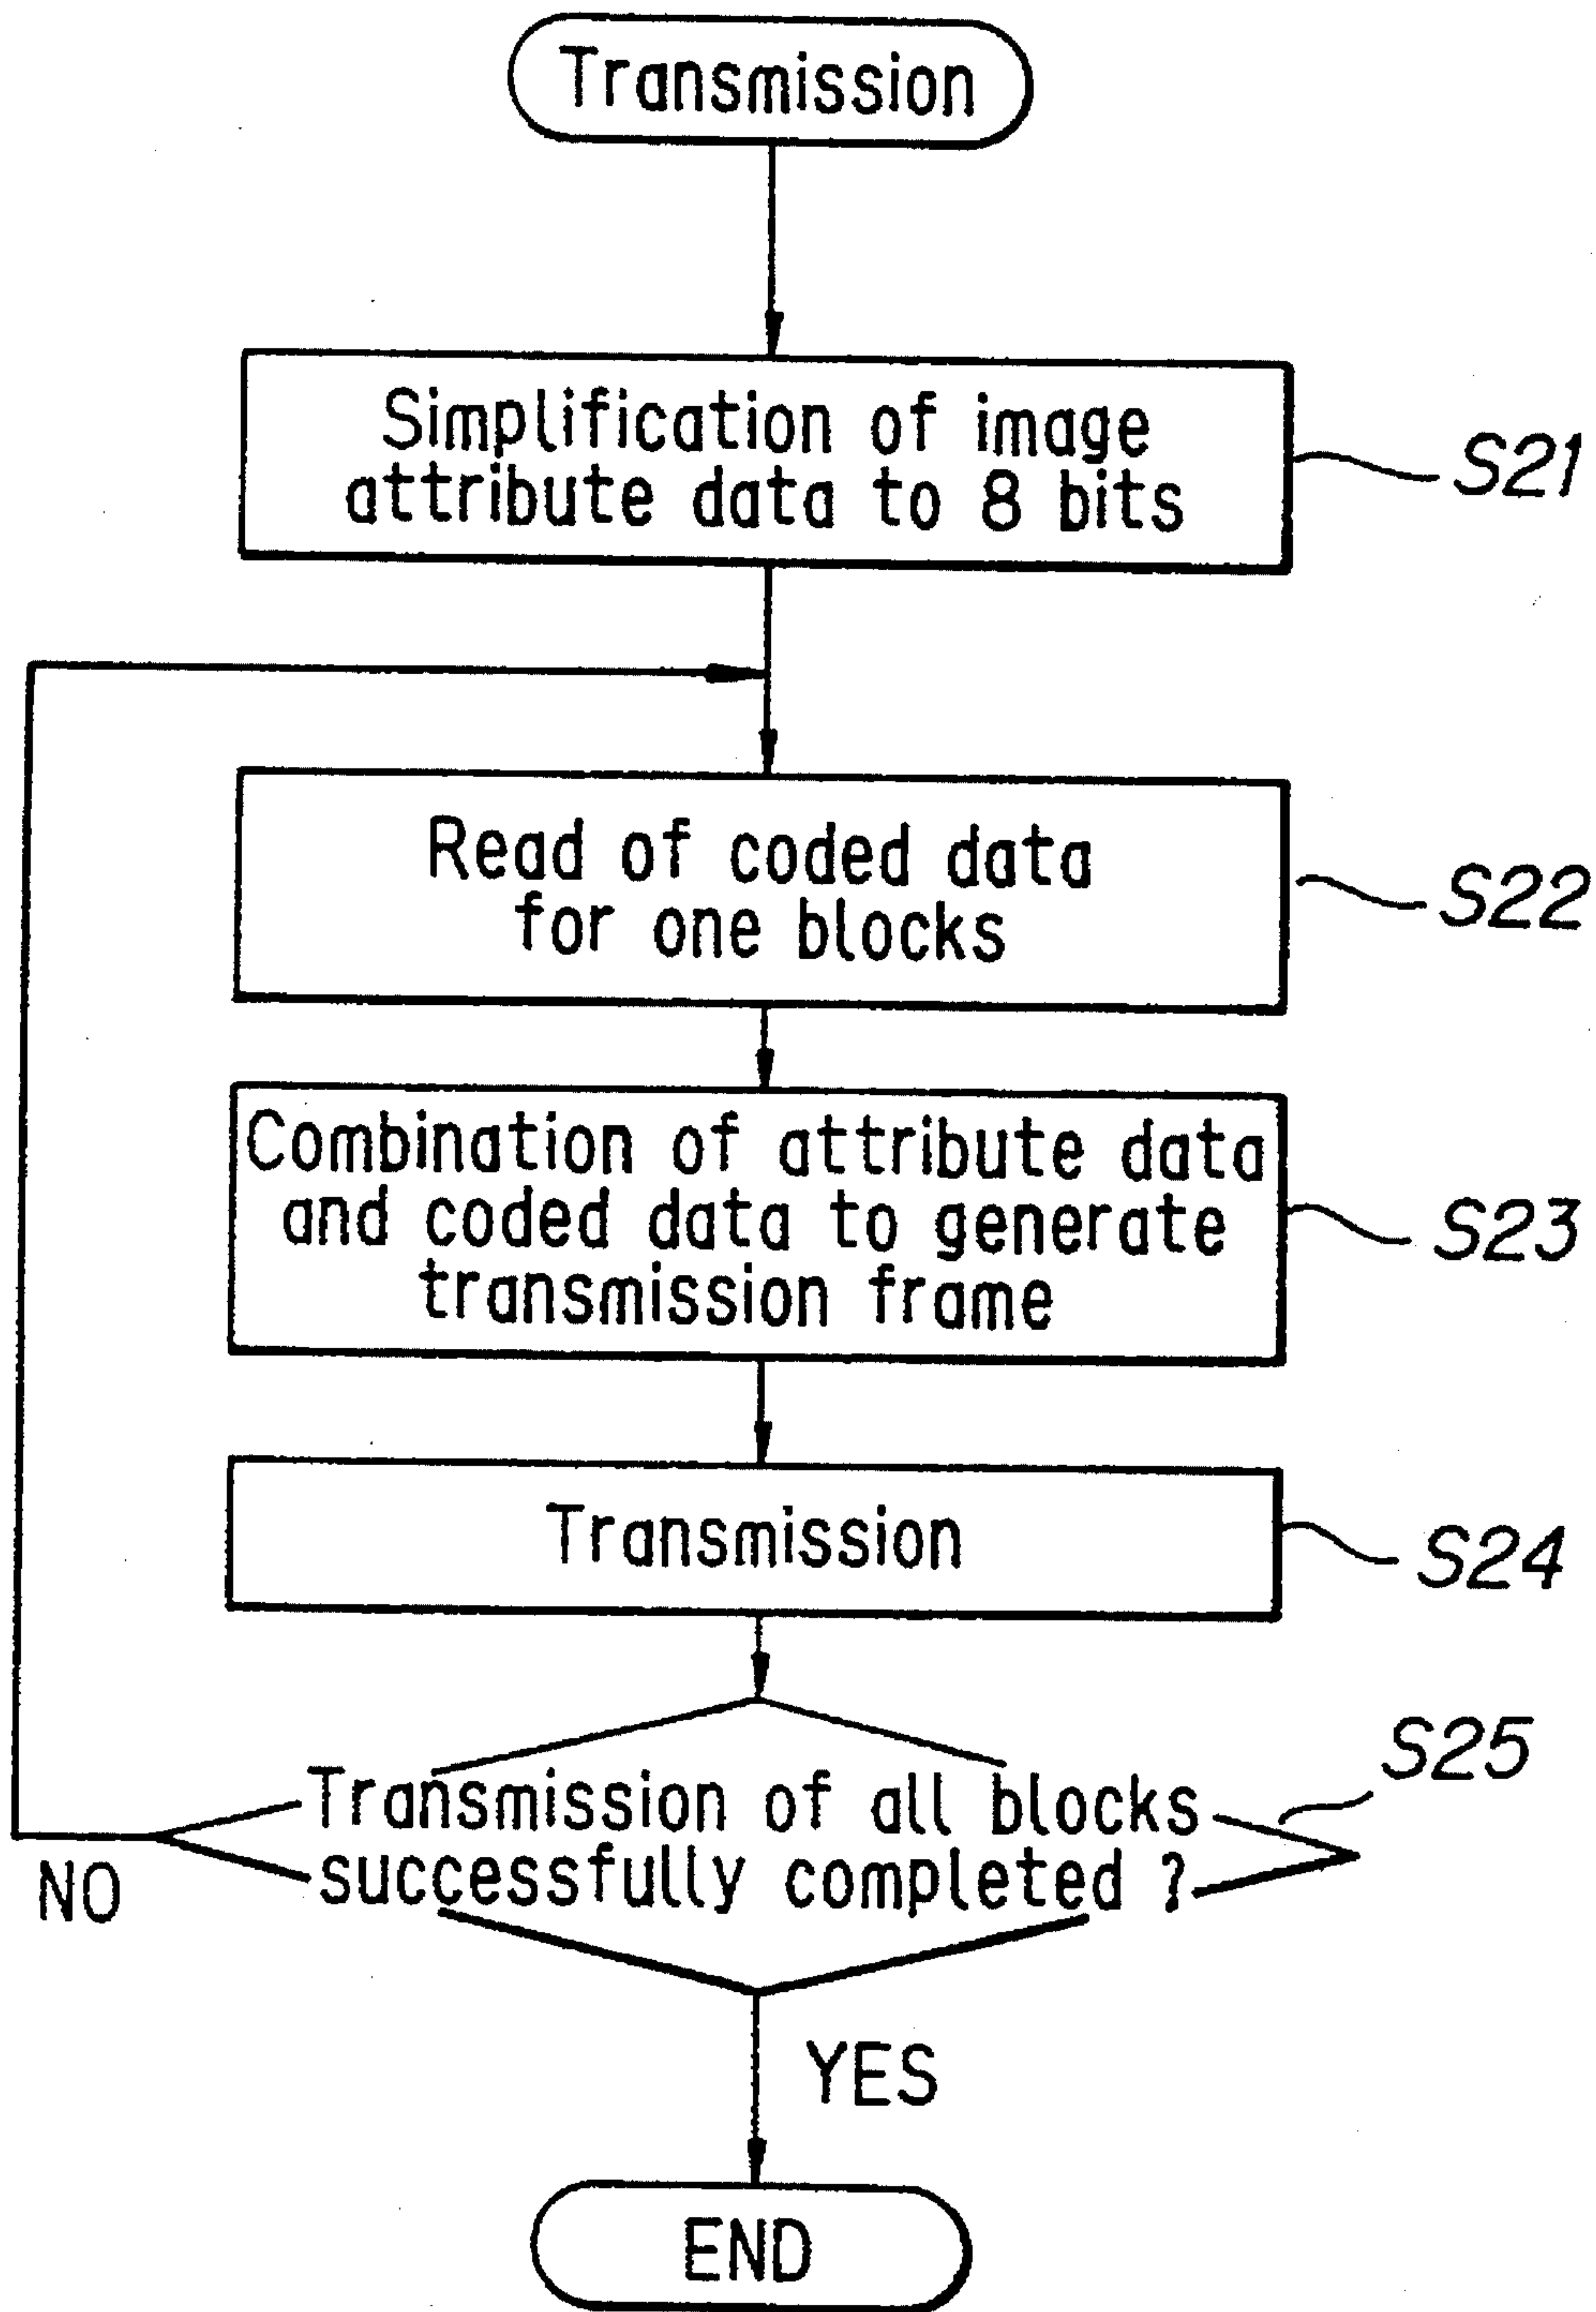 Transmission
Simplification of image
attribute data to 8 bits
S21
Read of coded data
for one blocks
S22
Combination of attribute data
and coded data to generate
transmission frame
S23
Transmission
S24
S25
Transmission of all blocks
successfully completed ?
NO
YES
END